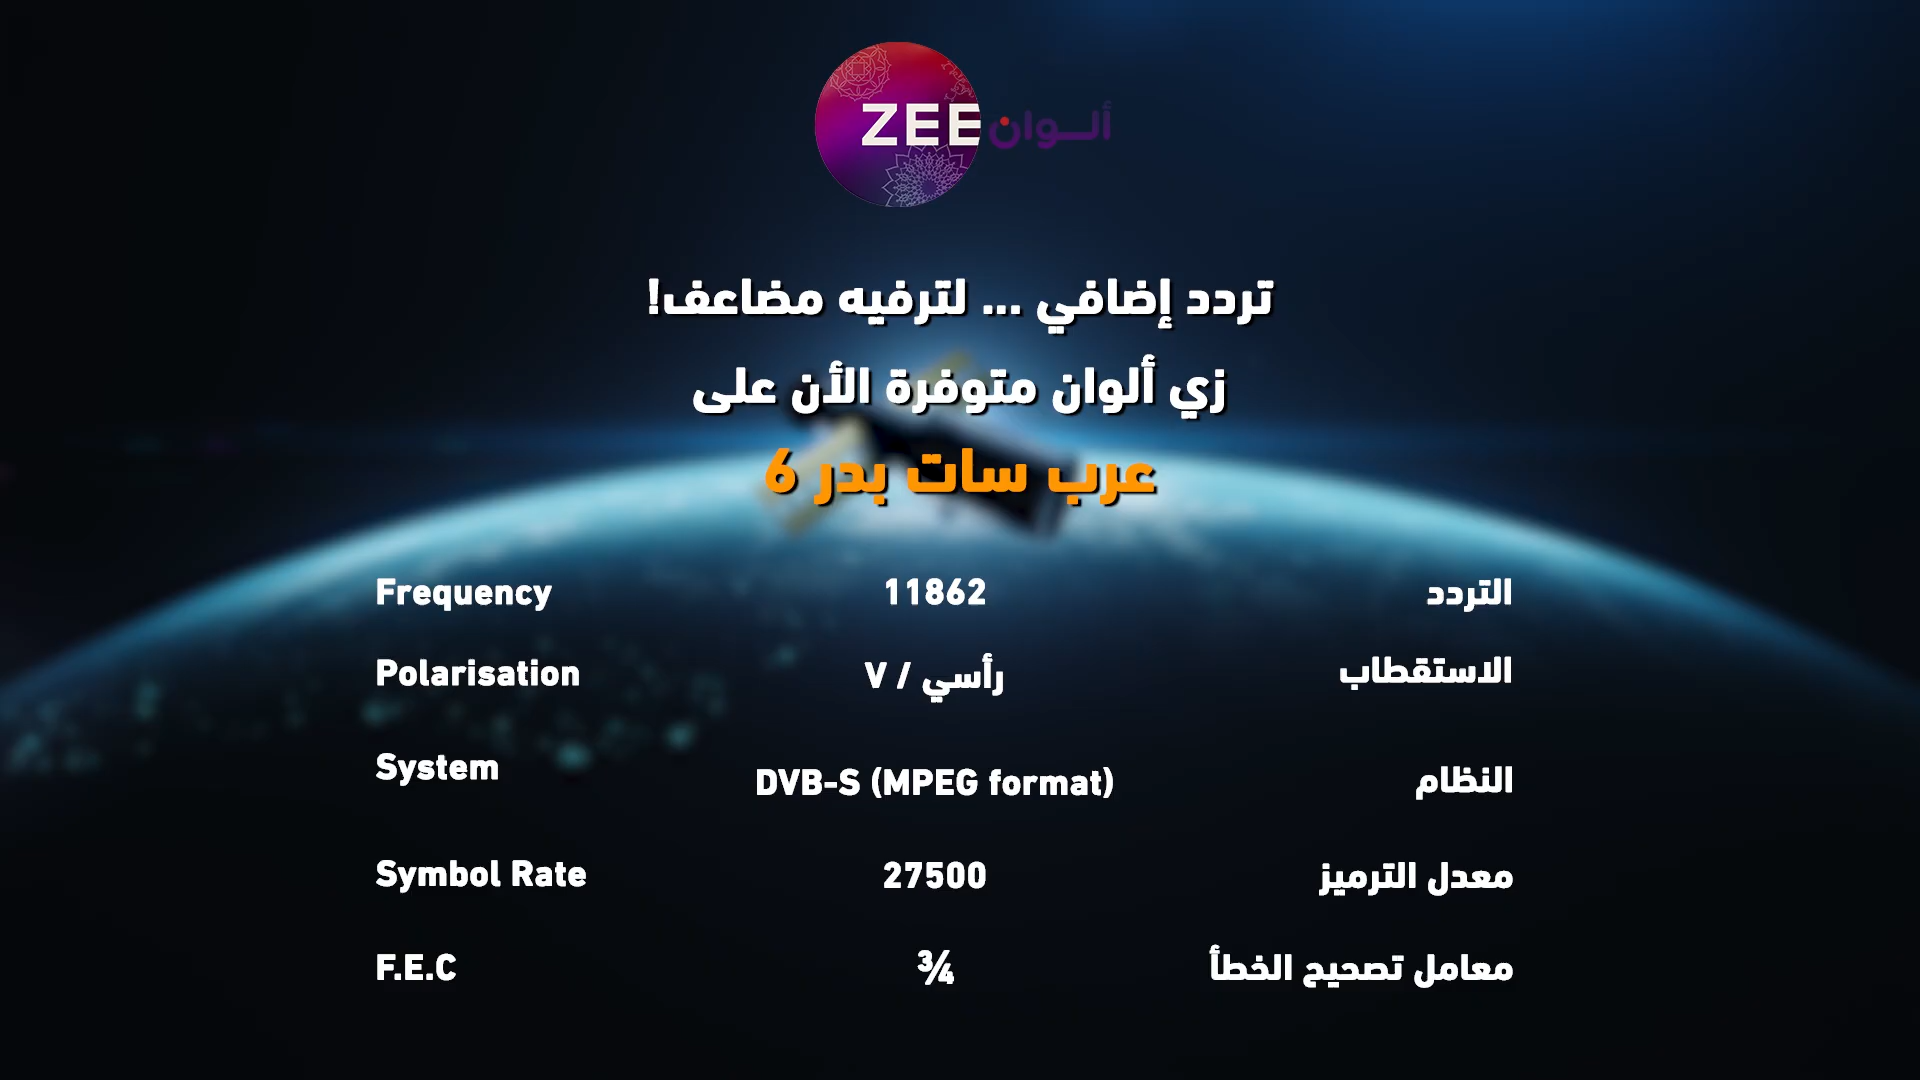 ZEE ألوان
تردد إضافي ... لترفيه مضاعف!
زي ألوان متوفرة الأن على
عرب سات بدر 6
Frequency 11862 التردد
Polarisation رأسي / V الاستقطاب
System DVB-S (MPEG format) النظام
Symbol Rate 27500 معدل الترميز
F.E.C ¾ معامل تصحيح الخطأ